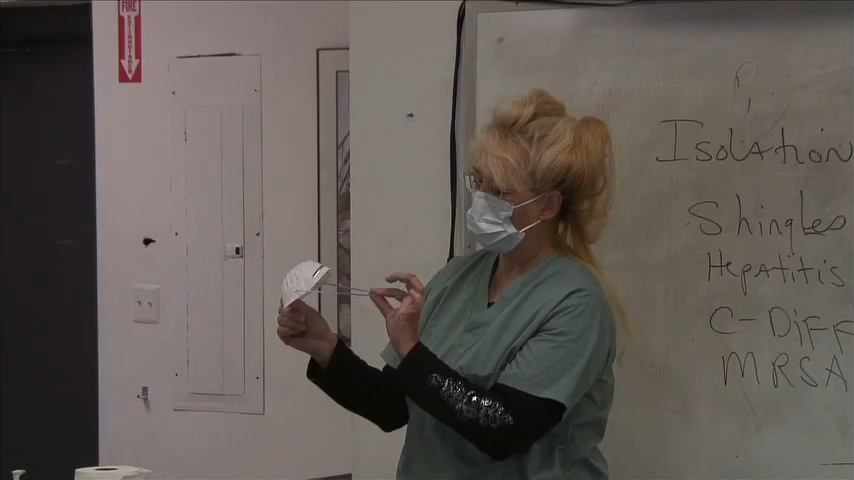 FIRE
EXTINGUISHER
Isolation
Shingles
Hepatitis
C-Diff
MRSA